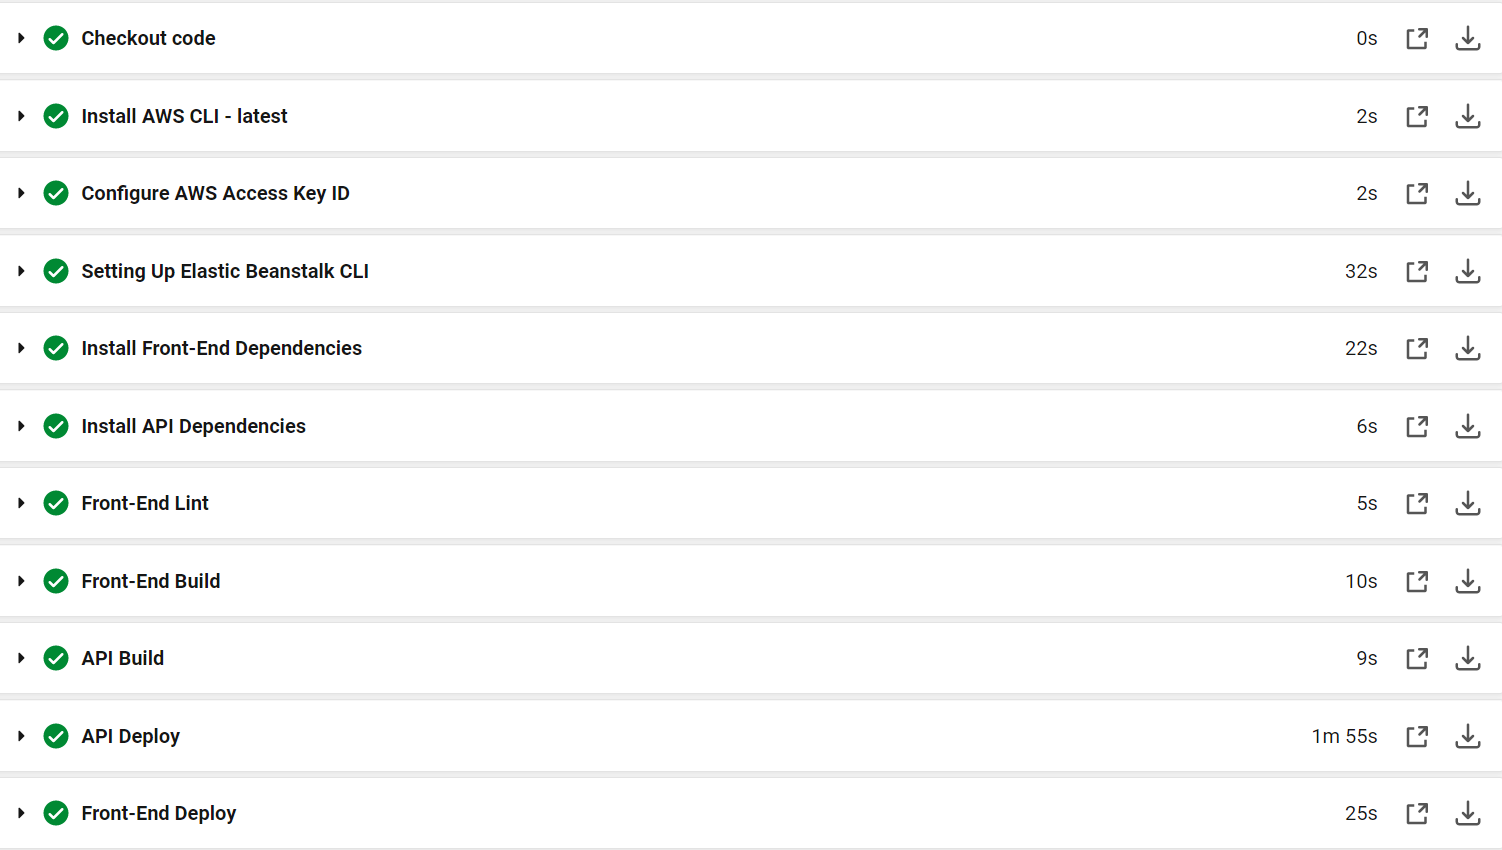 Checkout code 0s
Install AWS CLI - latest 2s
Configure AWS Access Key ID 2s
Setting Up Elastic Beanstalk CLI 32s
Install Front-End Dependencies 22s
Install API Dependencies 6s
Front-End Lint 5s
Front-End Build 10s
API Build 9s
API Deploy 1m 55s
Front-End Deploy 25s